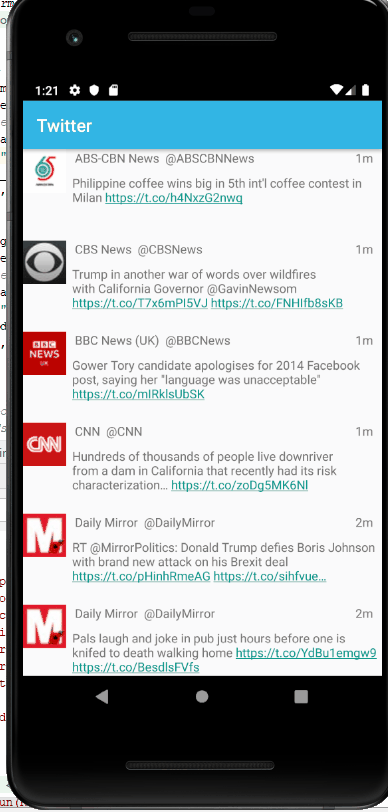 1:21
Twitter
ABS-CBN News @ABSCBNNews 1m
Philippine coffee wins big in 5th int'l coffee contest in
Milan https://t.co/h4NxzG2nwq
CBS News @CBSNews 1m
Trump in another war of words over wildfires
with California Governor @GavinNewsom
https://t.co/T7x6mPI5VJ https://t.co/FNHIfb8sKB
BBC NEWS UK
BBC News (UK) @BBCNews 1m
Gower Tory candidate apologises for 2014 Facebook
post, saying her "language was unacceptable"
https://t.co/mIRklsUbSK
CNN
CNN @CNN 1m
Hundreds of thousands of people live downriver
from a dam in California that recently had its risk
characterization... https://t.co/zoDg5MK6Nl
M
Daily Mirror @DailyMirror 2m
RT @MirrorPolitics: Donald Trump defies Boris Johnson
with brand new attack on his Brexit deal
https://t.co/pHinhRmeAG https://t.co/sihfvue...
M
Daily Mirror @DailyMirror 2m
Pals laugh and joke in pub just hours before one is
knifed to death walking home https://t.co/YdBu1emgw9
https://t.co/BesdlsFVfs